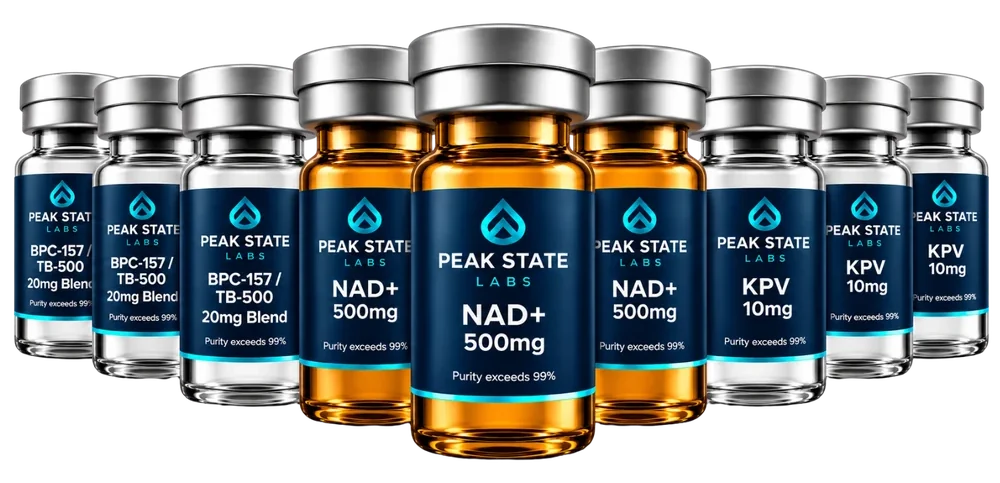 PEAK STATE
LABS
BPC-157 /
TB-500
20mg Blend
Purity exceeds 99%
PEAK STATE
LABS
BPC-157 /
TB-500
20mg Blend
Purity exceeds 99%
PEAK STATE
LABS
BPC-157 /
TB-500
20mg Blend
Purity exceeds 99%
PEAK STATE
LABS
NAD+
500mg
Purity exceeds 99%
PEAK STATE
LABS
NAD+
500mg
Purity exceeds 99%
PEAK STATE
LABS
NAD+
500mg
Purity exceeds 99%
PEAK STATE
LABS
KPV
10mg
Purity exceeds 99%
PEAK STATE
LABS
KPV
10mg
Purity exceeds 99%
PEAK STATE
LABS
KPV
10mg
Purity exceeds 99%